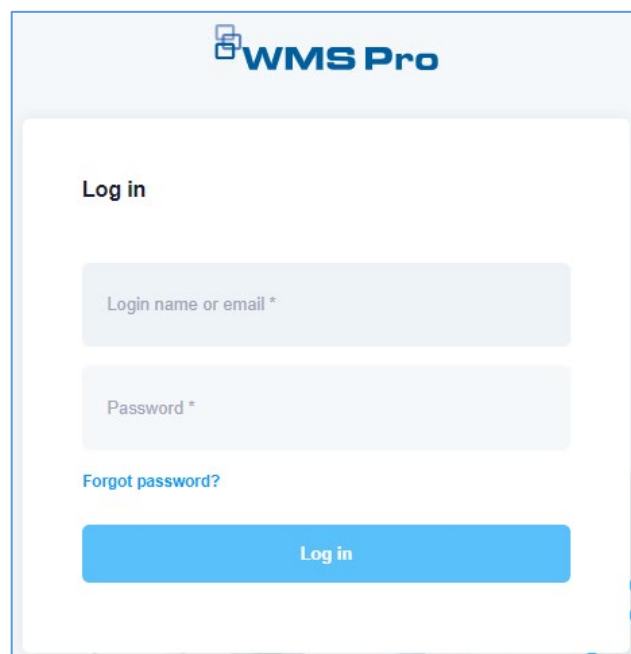 WMS Pro
Log in
Login name or email *
Password *
Forgot password?
Log in